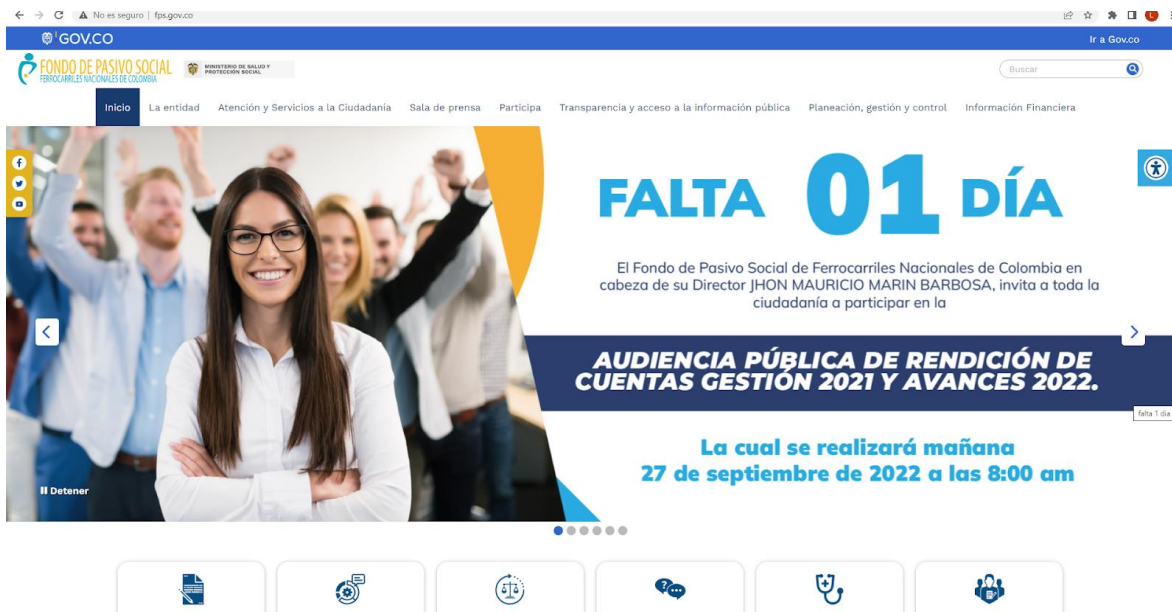 No es seguro | fps.gov.co
GOV.CO
Ir a Gov.co
FONDO DE PASIVO SOCIAL
FERROCARRILES NACIONALES DE COLOMBIA
MINISTERIO DE SALUD Y
PROTECCIÓN SOCIAL
Buscar
Inicio La entidad Atención y Servicios a la Ciudadanía Sala de prensa Participa Transparencia y acceso a la información pública Planeación, gestión y control Información Financiera
FALTA 01 DÍA
El Fondo de Pasivo Social de Ferrocarriles Nacionales de Colombia en
cabeza de su Director JHON MAURICIO MARIN BARBOSA, invita a toda la
ciudadanía a participar en la
AUDIENCIA PÚBLICA DE RENDICIÓN DE
CUENTAS GESTIÓN 2021 Y AVANCES 2022.
falta 1 dia
La cual se realizará mañana
27 de septiembre de 2022 a las 8:00 am
Detener